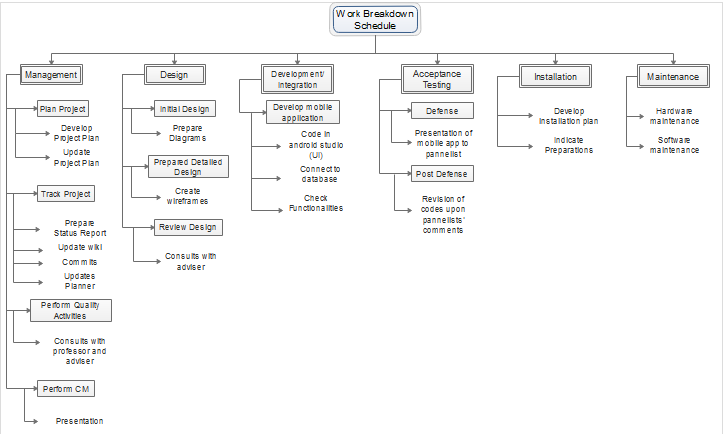 Work Breakdown
Schedule
Management
Design
Development/
Integration
Acceptance
Testing
Installation
Maintenance
Plan Project
Develop
Project Plan
Update
Project Plan
Track Project
Prepare
Status Report
Update wiki
Commits
Updates
Planner
Perform Quality
Activities
Consults with
professor and
adviser
Perform CM
Presentation
Initial Design
Prepare
Diagrams
Prepared Detailed
Design
Create
wireframes
Review Design
Consults with
adviser
Develop mobile
application
Code in
android studio
(UI)
Connect to
database
Check
Functionalities
Defense
Presentation of
mobile app to
pannelist
Post Defense
Revision of
codes upon
pannelists'
comments
Develop
Installation plan
Indicate
Preparations
Hardware
maintenance
Software
maintenance